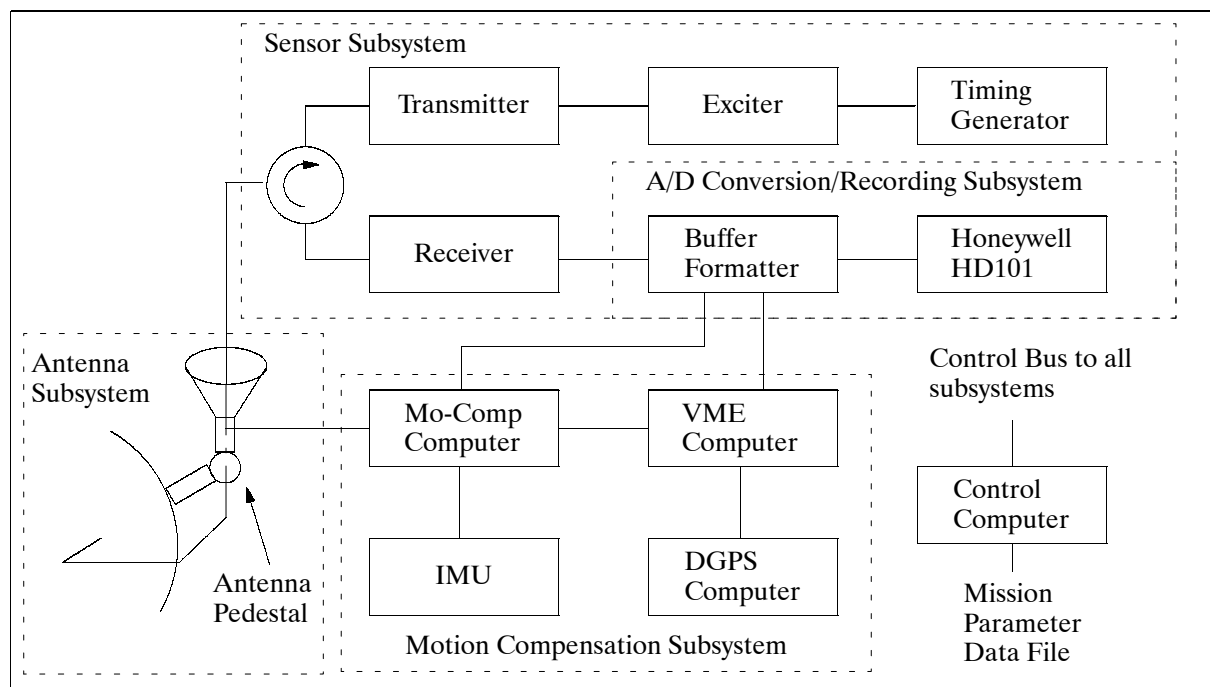 Sensor Subsystem
Transmitter
Exciter
Timing
Generator
A/D Conversion/Recording Subsystem
Receiver
Buffer
Formatter
Honeywell
HD101
Antenna
Subsystem
Mo-Comp
Computer
VME
Computer
Control Bus to all
subsystems
Control
Computer
IMU
DGPS
Computer
Antenna
Pedestal
Mission
Parameter
Data File
Motion Compensation Subsystem